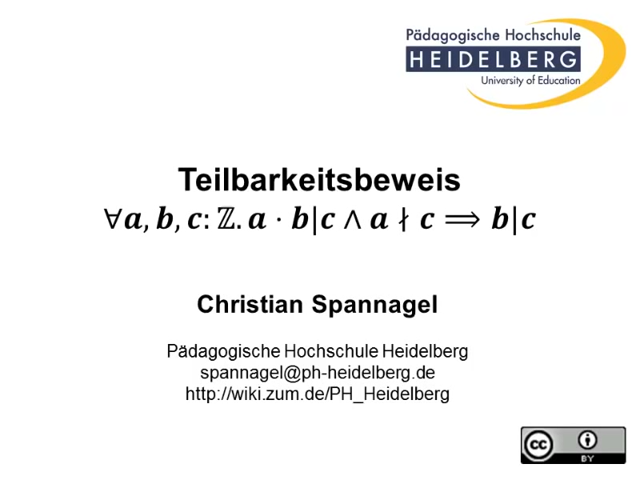 Pädagogische Hochschule
HEIDELBERG
University of Education
Teilbarkeitsbeweis
∀a, b, c: ℤ. a · b|c ∧ a ∤ c ⟹ b|c
Christian Spannagel
Pädagogische Hochschule Heidelberg
spannagel@ph-heidelberg.de
http://wiki.zum.de/PH_Heidelberg
cc
BY